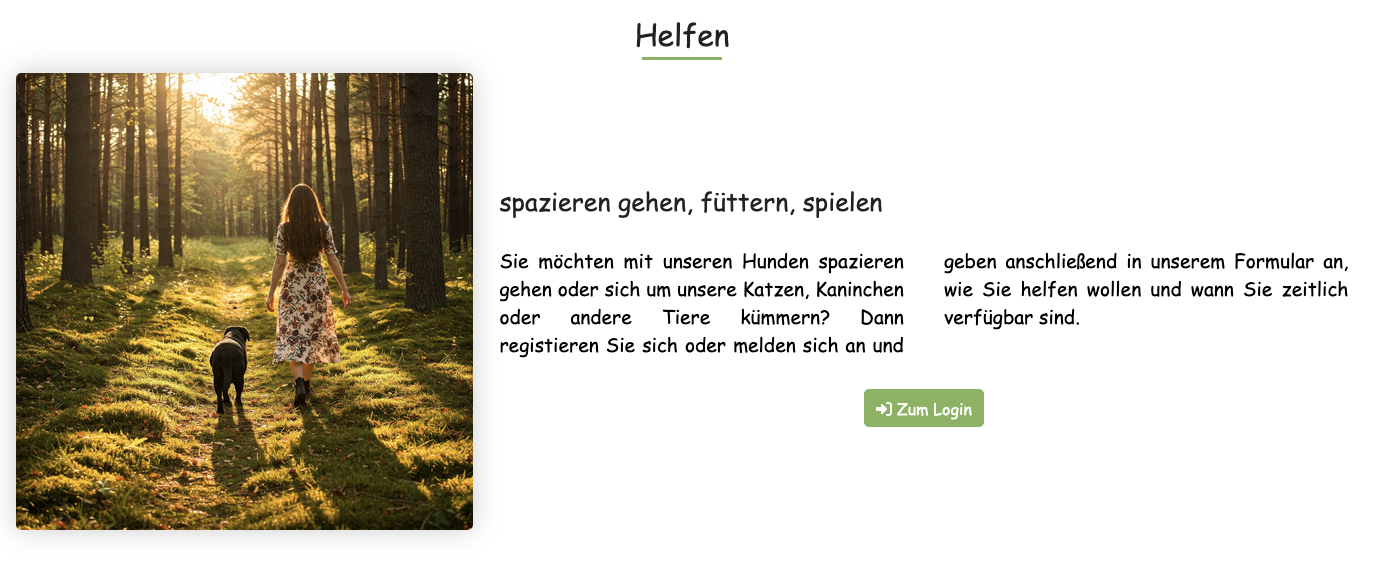 Helfen
spazieren gehen, füttern, spielen
Sie möchten mit unseren Hunden spazieren
gehen oder sich um unsere Katzen, Kaninchen
oder andere Tiere kümmern? Dann
registieren Sie sich oder melden sich an und
geben anschließend in unserem Formular an,
wie Sie helfen wollen und wann Sie zeitlich
verfügbar sind.
Zum Login